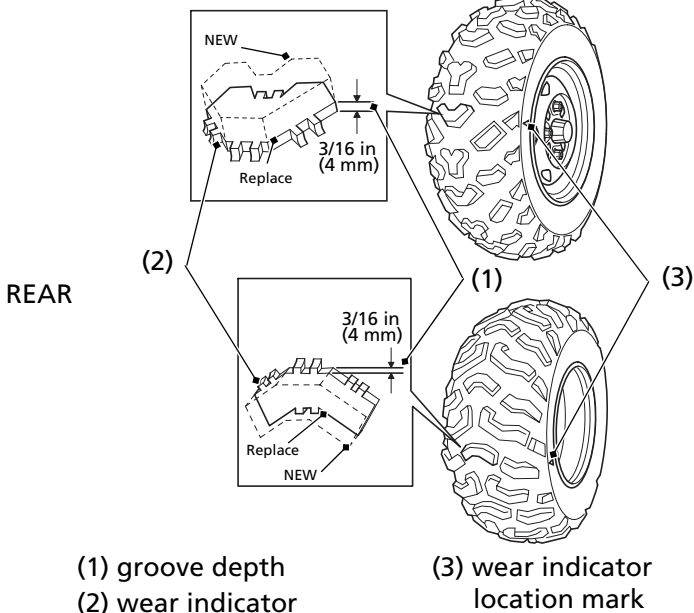 NEW
3/16 in
(4 mm)
Replace
(2)
(1)
(3)
REAR
3/16 in
(4 mm)
Replace
NEW
(1) groove depth
(2) wear indicator
(3) wear indicator
location mark